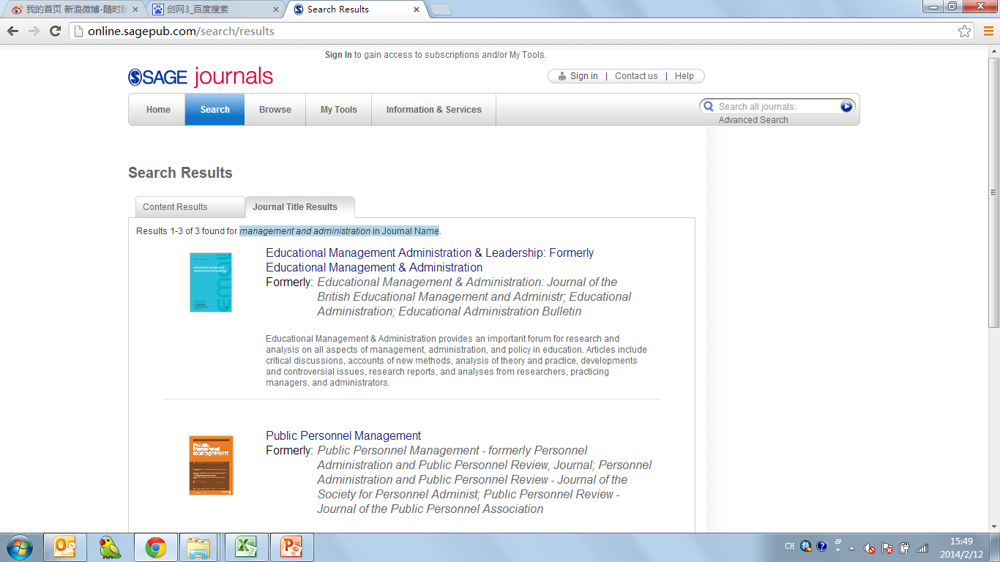 我的首页 新浪微博-随时随
剑网3_百度搜索
Search Results
online.sagepub.com/search/results
Sign In to gain access to subscriptions and/or My Tools.
SAGE journals
Sign in | Contact us | Help
Home
Search
Browse
My Tools
Information & Services
Search all journals:
Advanced Search
Search Results
Content Results
Journal Title Results
Results 1-3 of 3 found for management and administration in Journal Name.
Educational Management Administration & Leadership: Formerly
Educational Management & Administration
Formerly: Educational Management & Administration: Journal of the
British Educational Management and Administr; Educational
Administration; Educational Administration Bulletin
Educational Management & Administration provides an important forum for research and
analysis on all aspects of management, administration, and policy in education. Articles include
critical discussions, accounts of new methods, analysis of theory and practice, developments
and controversial issues, research reports, and analyses from researchers, practicing
managers, and administrators.
Public
Personnel
Management
Public Personnel Management
Formerly: Public Personnel Management - formerly Personnel
Administration and Public Personnel Review, Journal; Personnel
Administration and Public Personnel Review - Journal of the
Society for Personnel Administ; Public Personnel Review -
Journal of the Public Personnel Association
CH
15:49
2014/2/12